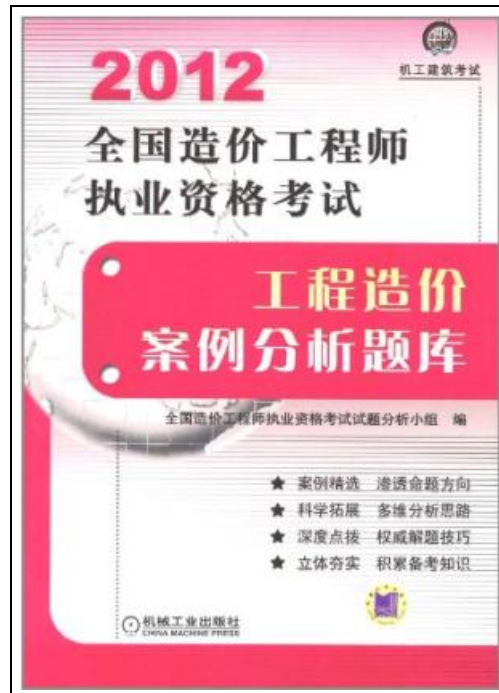 机工建筑考试
2012
全国造价工程师
执业资格考试
工程造价
案例分析题库
全国造价工程师执业资格考试试题分析小组 编
★ 案例精选 渗透命题方向
★ 科学拓展 多维分析思路
★ 深度点拨 权威解题技巧
★ 立体夯实 积累备考知识
机械工业出版社
CHINA MACHINE PRESS